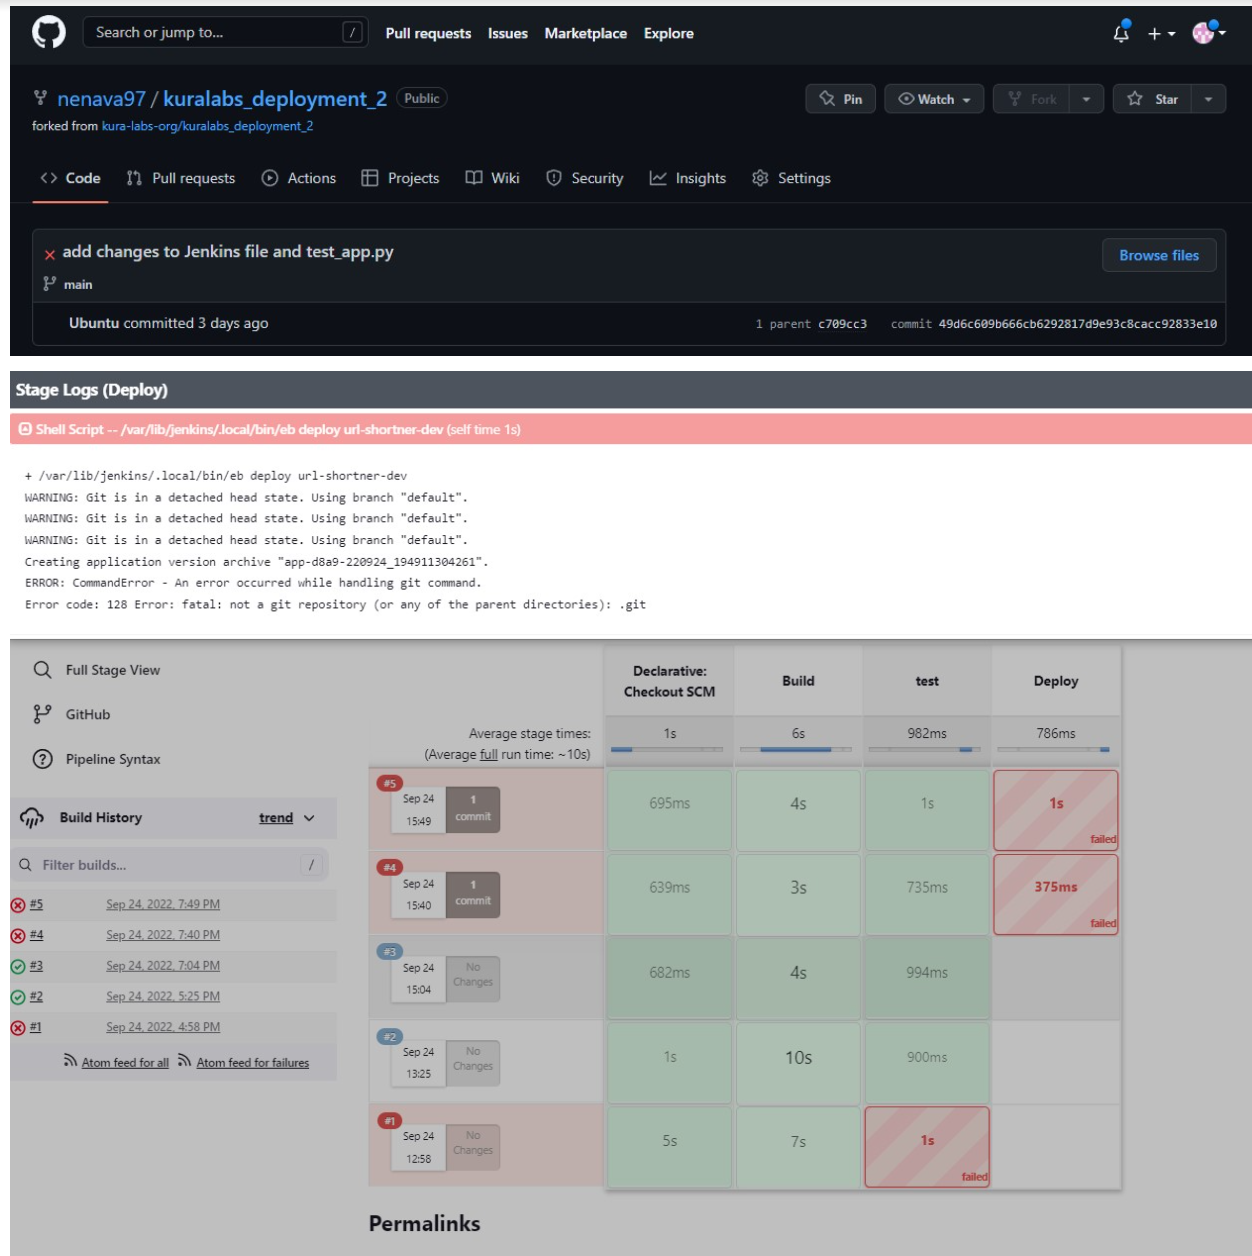 Search or jump to... /
Pull requests Issues Marketplace Explore
nenava97 / kuralabs_deployment_2 Public
Pin Watch Fork Star
forked from kura-labs-org/kuralabs_deployment_2
Code Pull requests Actions Projects Wiki Security Insights Settings
add changes to Jenkins file and test_app.py
Browse files
main
Ubuntu committed 3 days ago
1 parent c709cc3 commit 49d6c609b666cb6292817d9e93c8cacc92833e10
Stage Logs (Deploy)
Shell Script -- /var/lib/jenkins/.local/bin/eb deploy url-shortner-dev (self time 1s)
+ /var/lib/jenkins/.local/bin/eb deploy url-shortner-dev
WARNING: Git is in a detached head state. Using branch "default".
WARNING: Git is in a detached head state. Using branch "default".
WARNING: Git is in a detached head state. Using branch "default".
Creating application version archive "app-d8a9-220924_194911304261".
ERROR: CommandError - An error occurred while handling git command.
Error code: 128 Error: fatal: not a git repository (or any of the parent directories): .git
Full Stage View
GitHub
Pipeline Syntax
Build History trend
Filter builds... /
#5 Sep 24, 2022, 7:49 PM
#4 Sep 24, 2022, 7:40 PM
#3 Sep 24, 2022, 7:04 PM
#2 Sep 24, 2022, 5:25 PM
#1 Sep 24, 2022, 4:58 PM
Atom feed for all Atom feed for failures
Declarative:
Checkout SCM
Build
test
Deploy
Average stage times:
(Average full run time: ~10s)
1s 6s 982ms 786ms
#5
Sep 24
15:49
1
commit
695ms 4s 1s 1s
failed
#4
Sep 24
15:40
1
commit
639ms 3s 735ms 375ms
failed
#3
Sep 24
15:04
No
Changes
682ms 4s 994ms
#2
Sep 24
13:25
No
Changes
1s 10s 900ms
#1
Sep 24
12:58
No
Changes
5s 7s 1s
failed
Permalinks